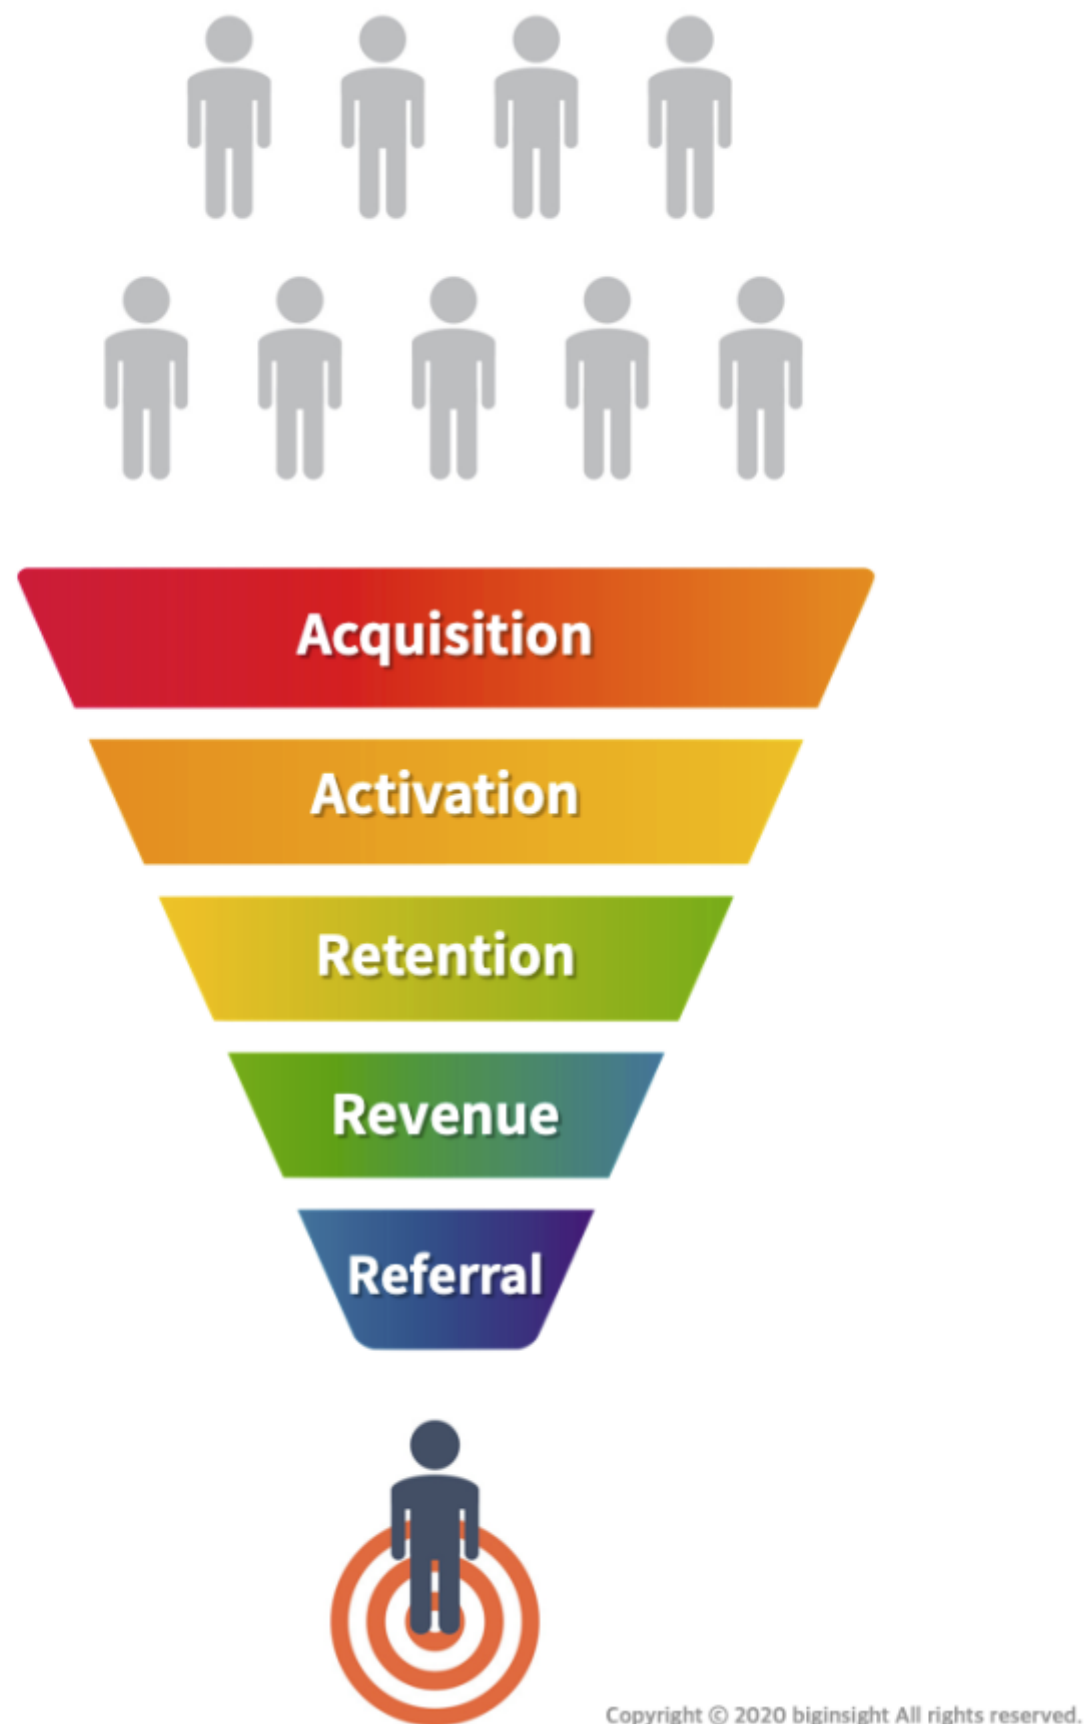 Acquisition
Activation
Retention
Revenue
Referral
Copyright © 2020 biginsight All rights reserved.